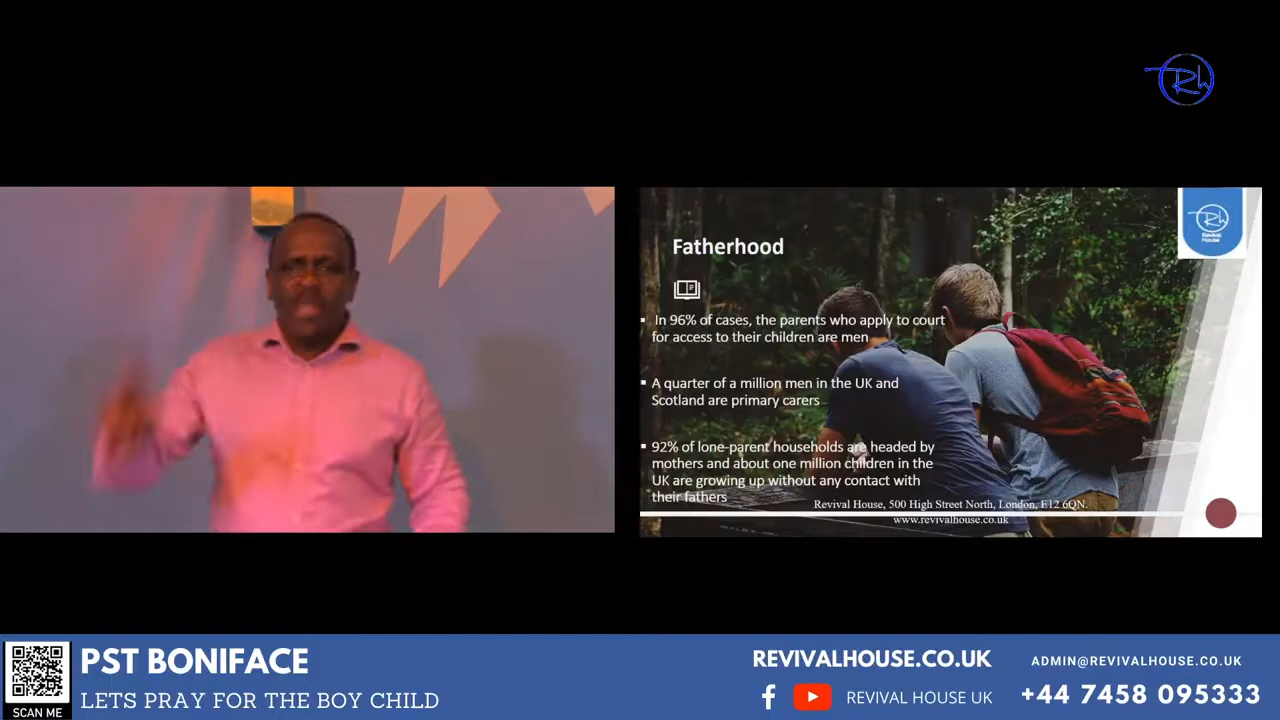 Rh
Fatherhood
Rh
Revival
House
▪ In 96% of cases, the parents who apply to court
for access to their children are men
▪ A quarter of a million men in the UK and
Scotland are primary carers
▪ 92% of lone-parent households are headed by
mothers and about one million children in the
UK are growing up without any contact with
their fathers
Revival House, 500 High Street North, London, E12 6QN.
www.revivalhouse.co.uk
PST BONIFACE
LETS PRAY FOR THE BOY CHILD
SCAN ME
REVIVALHOUSE.CO.UK
REVIVAL HOUSE UK
ADMIN@REVIVALHOUSE.CO.UK
+44 7458 095333